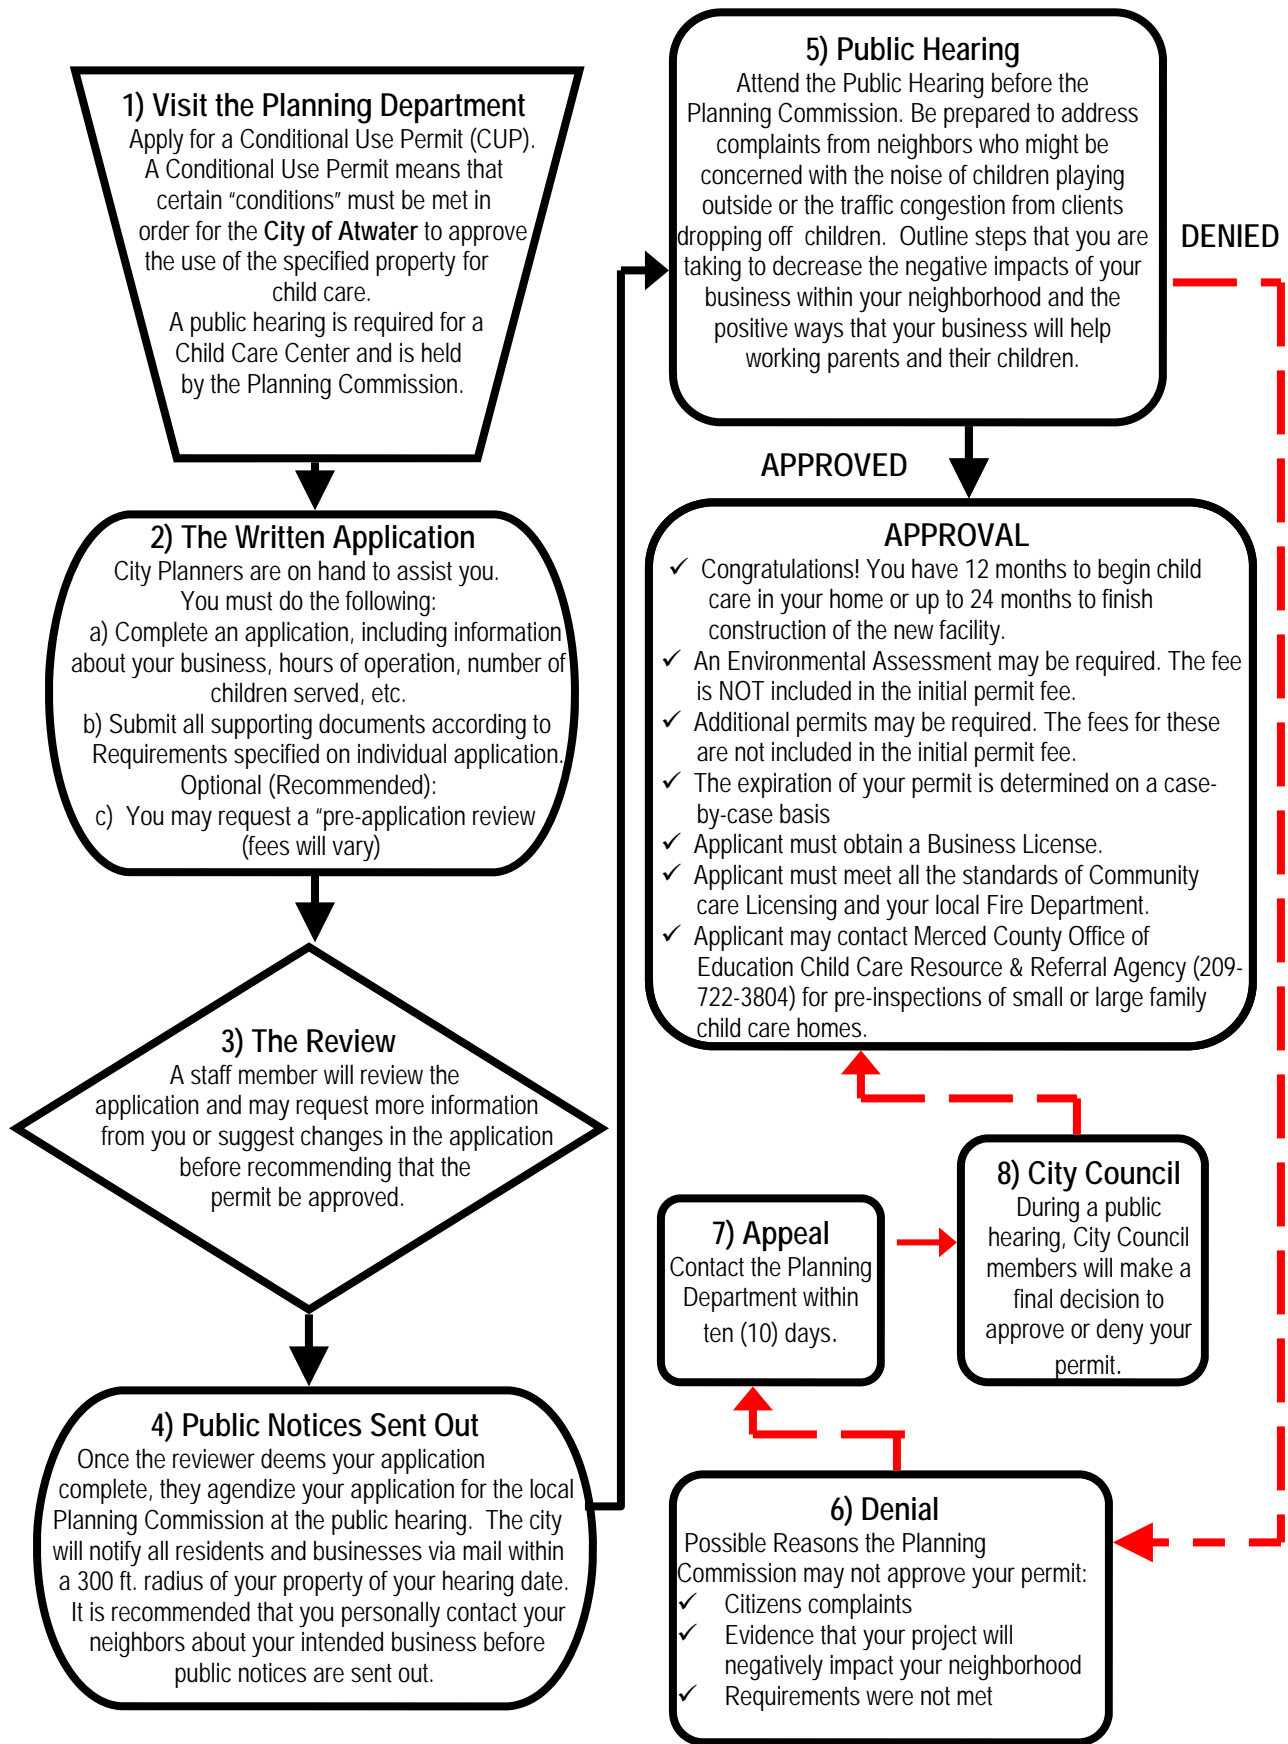 1) Visit the Planning Department
Apply for a Conditional Use Permit (CUP).
A Conditional Use Permit means that
certain “conditions” must be met in
order for the City of Atwater to approve
the use of the specified property for
child care.
A public hearing is required for a
Child Care Center and is held
by the Planning Commission.
2) The Written Application
City Planners are on hand to assist you.
You must do the following:
a) Complete an application, including information
about your business, hours of operation, number of
children served, etc.
b) Submit all supporting documents according to
Requirements specified on individual application.
Optional (Recommended):
c) You may request a “pre-application review
(fees will vary)
3) The Review
A staff member will review the
application and may request more information
from you or suggest changes in the application
before recommending that the
permit be approved.
4) Public Notices Sent Out
Once the reviewer deems your application
complete, they agendize your application for the local
Planning Commission at the public hearing. The city
will notify all residents and businesses via mail within
a 300 ft. radius of your property of your hearing date.
It is recommended that you personally contact your
neighbors about your intended business before
public notices are sent out.
5) Public Hearing
Attend the Public Hearing before the
Planning Commission. Be prepared to address
complaints from neighbors who might be
concerned with the noise of children playing
outside or the traffic congestion from clients
dropping off children. Outline steps that you are
taking to decrease the negative impacts of your
business within your neighborhood and the
positive ways that your business will help
working parents and their children.
DENIED
APPROVED
APPROVAL
✓ Congratulations! You have 12 months to begin child
care in your home or up to 24 months to finish
construction of the new facility.
✓ An Environmental Assessment may be required. The fee
is NOT included in the initial permit fee.
✓ Additional permits may be required. The fees for these
are not included in the initial permit fee.
✓ The expiration of your permit is determined on a case-
by-case basis
✓ Applicant must obtain a Business License.
✓ Applicant must meet all the standards of Community
care Licensing and your local Fire Department.
✓ Applicant may contact Merced County Office of
Education Child Care Resource & Referral Agency (209-
722-3804) for pre-inspections of small or large family
child care homes.
6) Denial
Possible Reasons the Planning
Commission may not approve your permit:
✓ Citizens complaints
✓ Evidence that your project will
negatively impact your neighborhood
✓ Requirements were not met
7) Appeal
Contact the Planning
Department within
ten (10) days.
8) City Council
During a public
hearing, City Council
members will make a
final decision to
approve or deny your
permit.